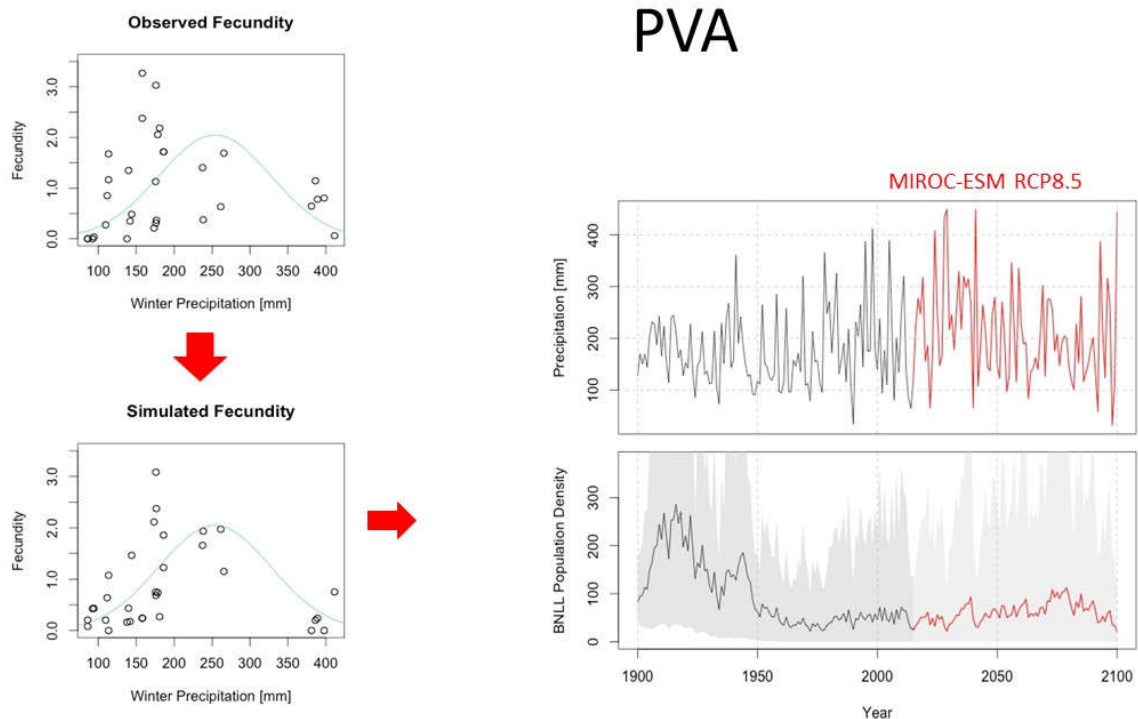 Observed Fecundity
Fecundity
0.0 1.0 2.0 3.0
100 150 200 250 300 350 400
Winter Precipitation [mm]
Simulated Fecundity
Fecundity
0.0 1.0 2.0 3.0
100 150 200 250 300 350 400
Winter Precipitation [mm]
PVA
MIROC-ESM RCP8.5
Precipitation [mm]
100 200 300 400
BNLL Population Density
0 100 200 300
1900 1950 2000 2050 2100
Year